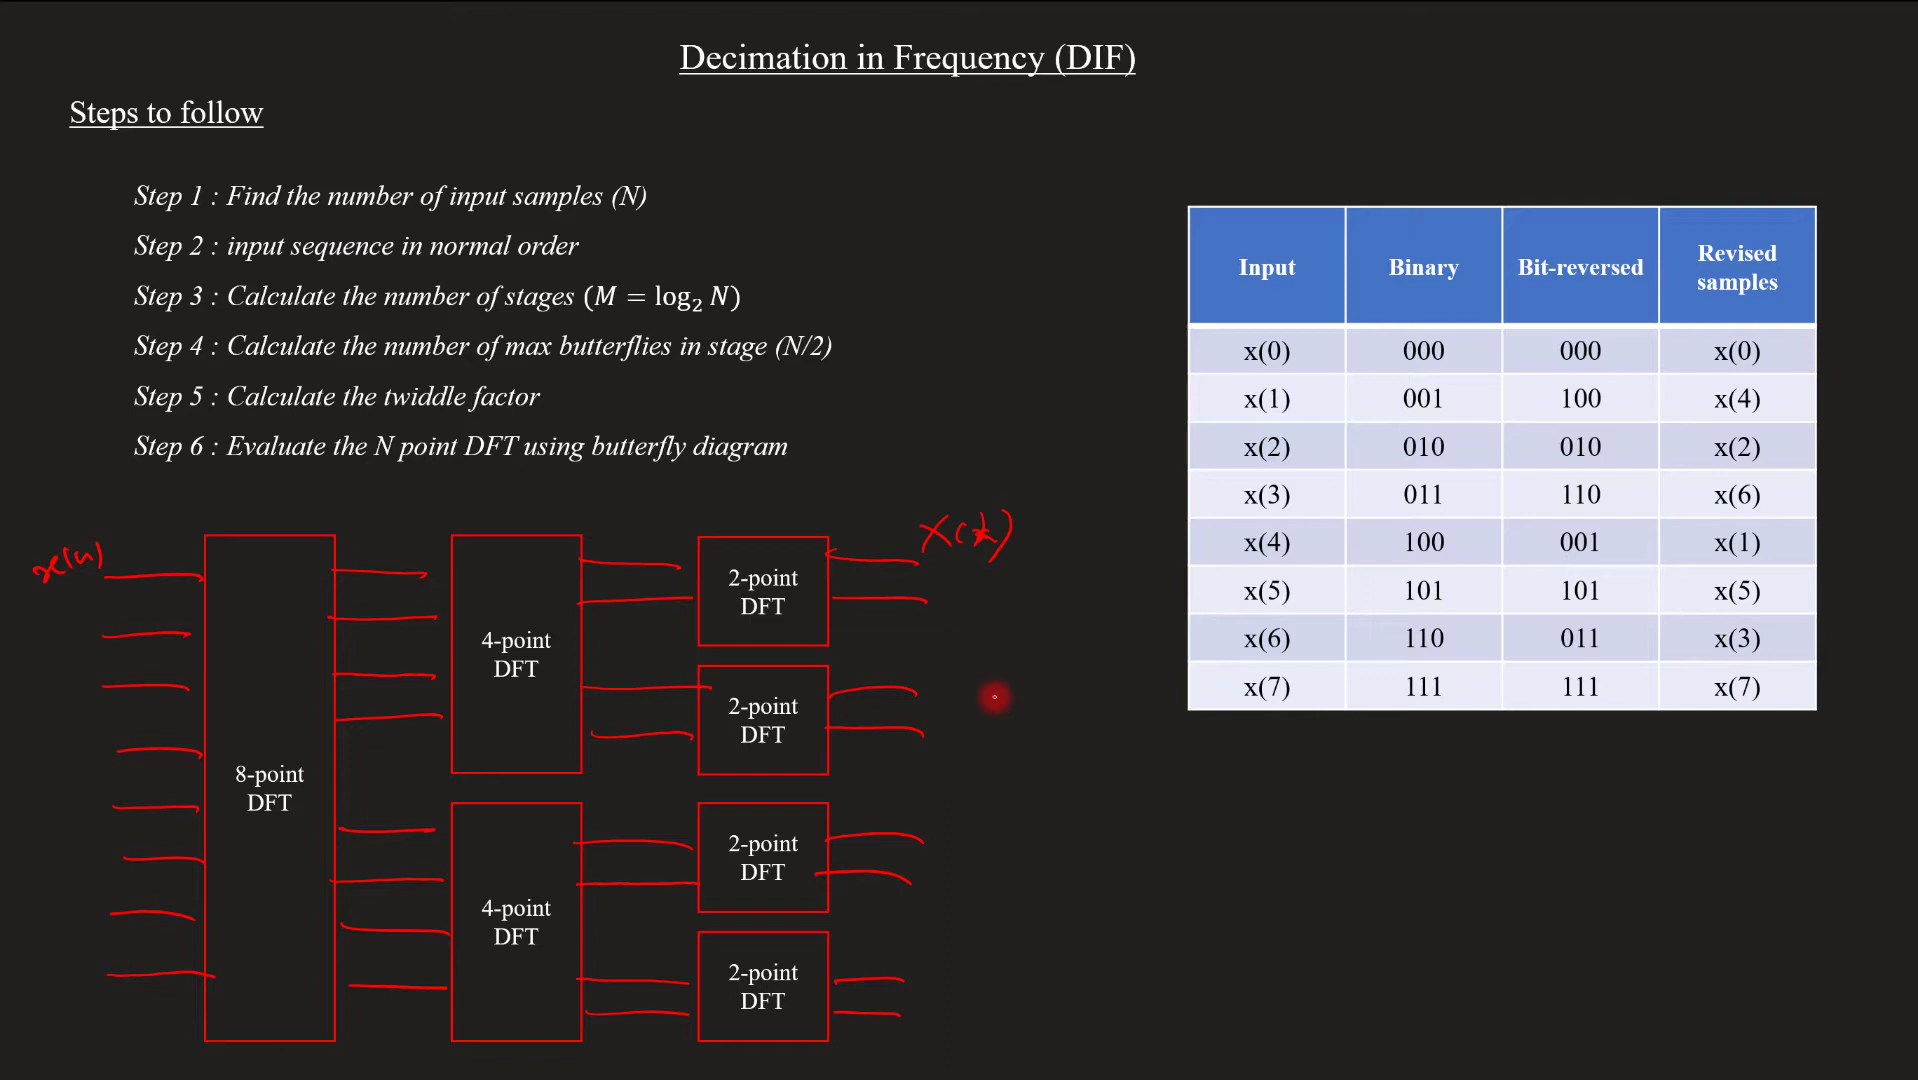 Decimation in Frequency (DIF)
Steps to follow
Step 1 : Find the number of input samples (N)
Step 2 : input sequence in normal order
Step 3 : Calculate the number of stages (M = log₂ N)
Step 4 : Calculate the number of max butterflies in stage (N/2)
Step 5 : Calculate the twiddle factor
Step 6 : Evaluate the N point DFT using butterfly diagram
x(n)
8-point
DFT
4-point
DFT
4-point
DFT
2-point
DFT
2-point
DFT
2-point
DFT
2-point
DFT
X(k)
Input Binary Bit-reversed Revised samples
x(0) 000 000 x(0)
x(1) 001 100 x(4)
x(2) 010 010 x(2)
x(3) 011 110 x(6)
x(4) 100 001 x(1)
x(5) 101 101 x(5)
x(6) 110 011 x(3)
x(7) 111 111 x(7)